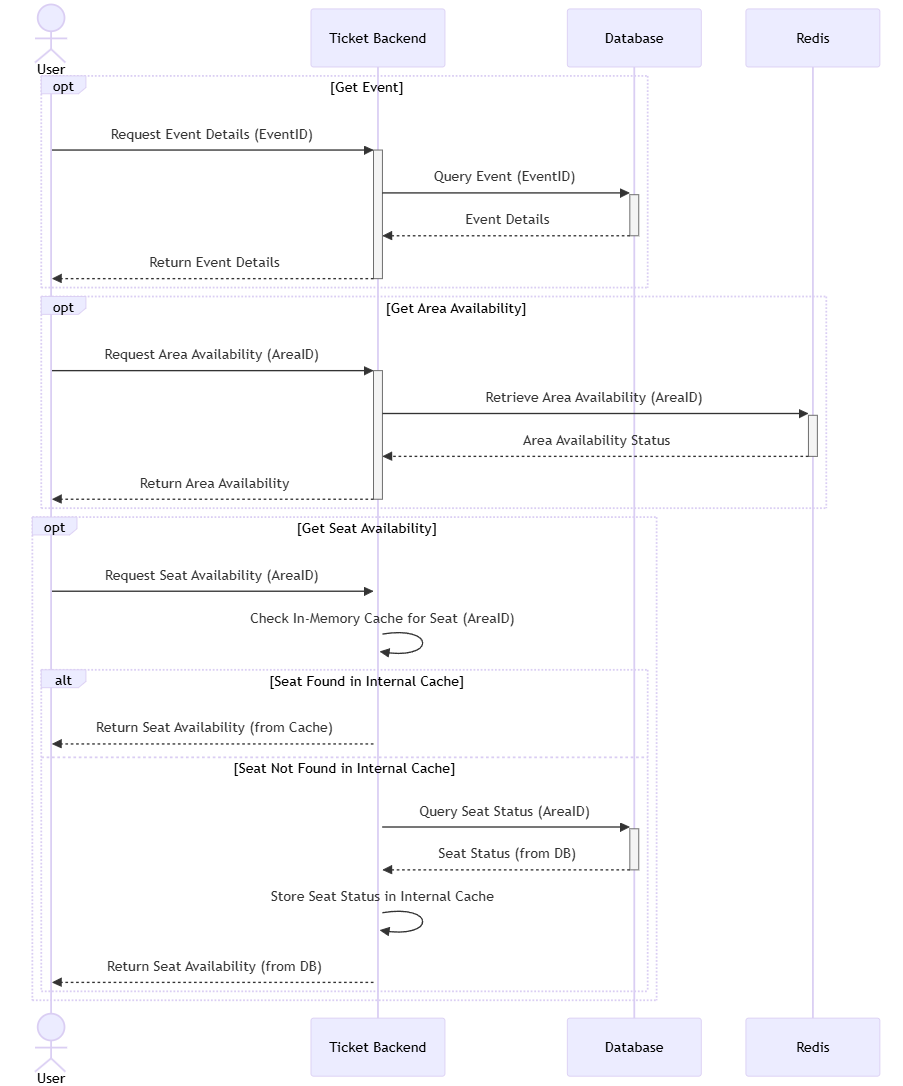 Ticket Backend
Database
Redis
User
opt
[Get Event]
Request Event Details (EventID)
Query Event (EventID)
Event Details
Return Event Details
opt
[Get Area Availability]
Request Area Availability (AreaID)
Retrieve Area Availability (AreaID)
Area Availability Status
Return Area Availability
opt
[Get Seat Availability]
Request Seat Availability (AreaID)
Check In-Memory Cache for Seat (AreaID)
alt
[Seat Found in Internal Cache]
Return Seat Availability (from Cache)
[Seat Not Found in Internal Cache]
Query Seat Status (AreaID)
Seat Status (from DB)
Store Seat Status in Internal Cache
Return Seat Availability (from DB)
Ticket Backend
Database
Redis
User